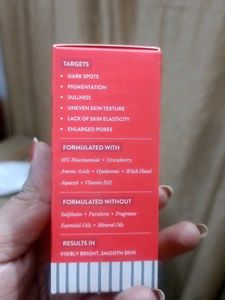 TARGETS
• DARK SPOTS
• PIGMENTATION
• DULLNESS
• UNEVEN SKIN TEXTURE
• LACK OF SKIN ELASTICITY
• ENLARGED PORES
FORMULATED WITH
10% Niacinamide • Strawberry
Amino Acids • Hyaluronic • Witch Hazel
Aquaxyl • Vitamin B12
FORMULATED WITHOUT
Sulphates • Parabens • Fragrance
Essential Oils • Mineral Oils
RESULTS IN
VISIBLY BRIGHT, SMOOTH SKIN